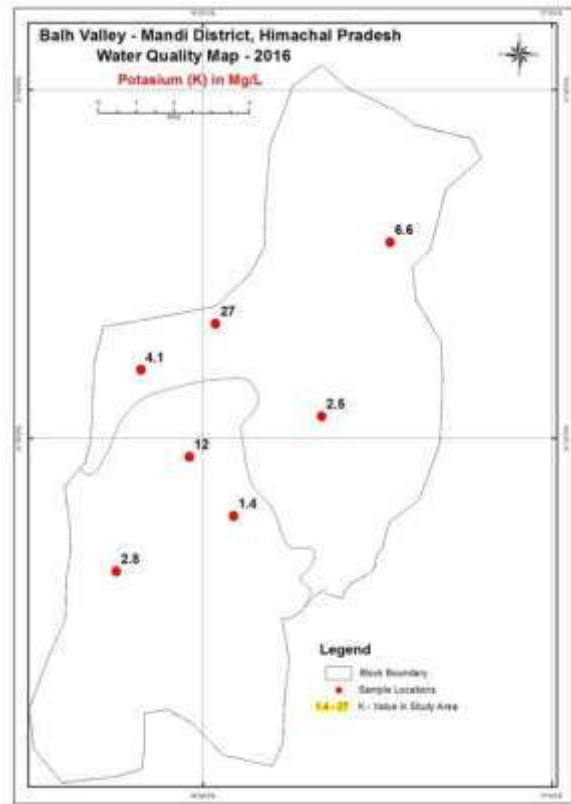 Balh Valley - Mandi District, Himachal Pradesh
Water Quality Map - 2016
Potasium (K) in Mg/L
6.6
27
4.1
2.6
12
1.4
2.8
Legend
Block Boundary
Sample Locations
1.4 - 27 K - Value in Study Area